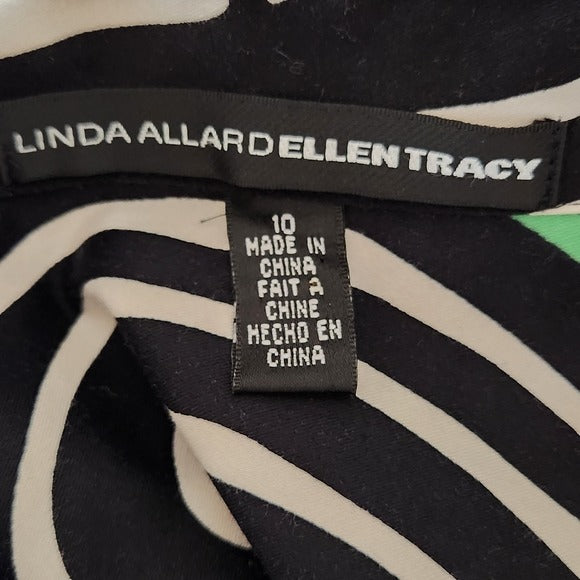 LINDA ALLARD ELLEN TRACY
10
MADE IN
CHINA
FAIT A
CHINE
HECHO EN
CHINA